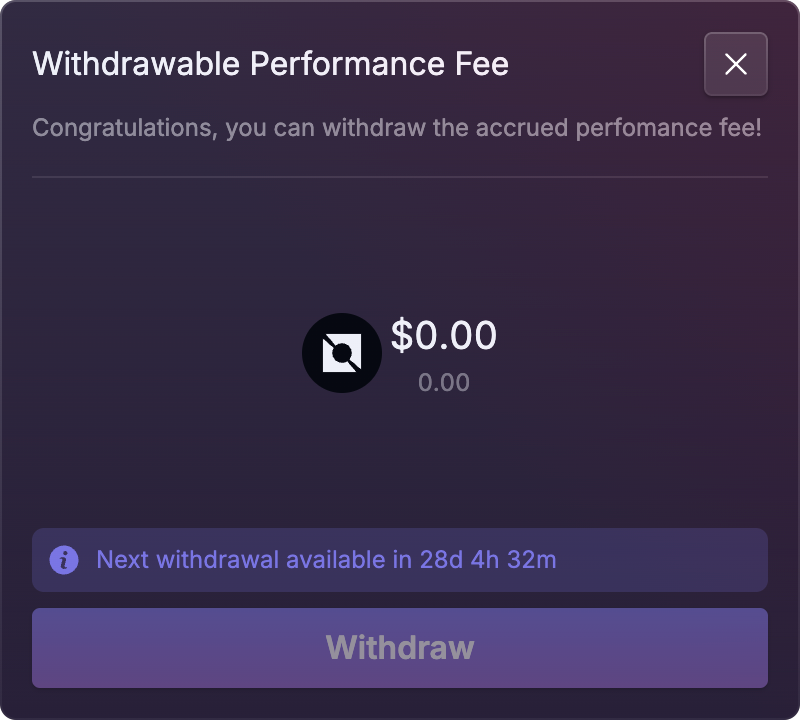 Withdrawable Performance Fee
Congratulations, you can withdraw the accrued perfomance fee!
$0.00
0.00
Next withdrawal available in 28d 4h 32m
Withdraw